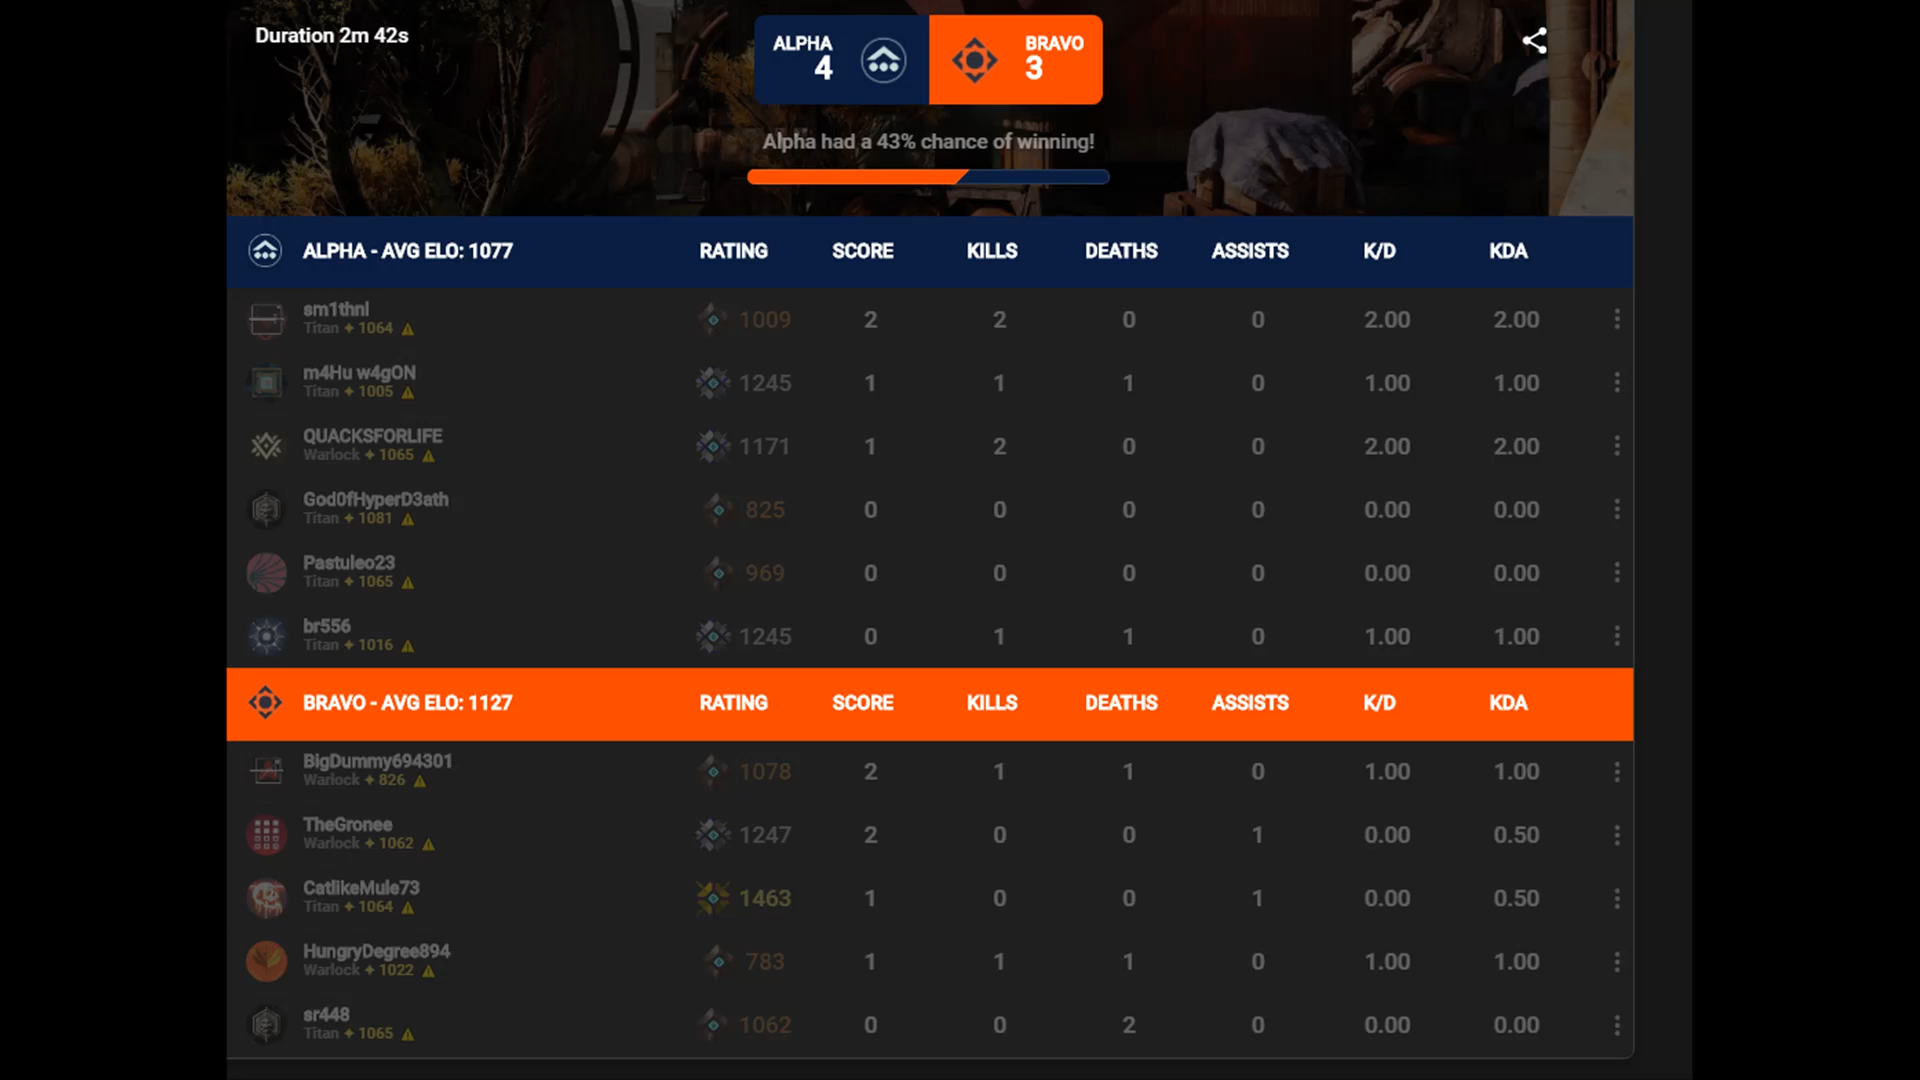 Duration 2m 42s
ALPHA
4
BRAVO
3
Alpha had a 43% chance of winning!
ALPHA - AVG ELO: 1077 RATING SCORE KILLS DEATHS ASSISTS K/D KDA
sm1thnl
Titan 1064
1009 2 2 0 0 2.00 2.00
m4Hu w4gON
Titan 1005
1245 1 1 1 0 1.00 1.00
QUACKSFORLIFE
Warlock 1065
1171 1 2 0 0 2.00 2.00
God0fHyperD3ath
Titan 1081
825 0 0 0 0 0.00 0.00
Pastuleo23
Titan 1065
969 0 0 0 0 0.00 0.00
br556
Titan 1016
1245 0 1 1 0 1.00 1.00
BRAVO - AVG ELO: 1127 RATING SCORE KILLS DEATHS ASSISTS K/D KDA
BigDummy694301
Warlock 826
1078 2 1 1 0 1.00 1.00
TheGronee
Warlock 1062
1247 2 0 0 1 0.00 0.50
CatlikeMule73
Titan 1064
1463 1 0 0 1 0.00 0.50
HungryDegree894
Warlock 1022
783 1 1 1 0 1.00 1.00
sr448
Titan 1065
1062 0 0 2 0 0.00 0.00